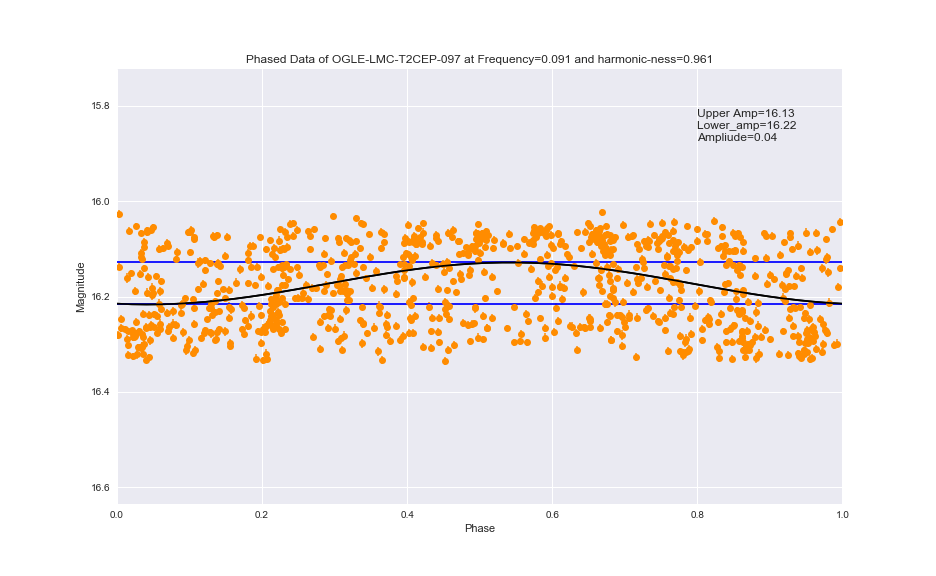 Phased Data of OGLE-LMC-T2CEP-097 at Frequency=0.091 and harmonic-ness=0.961
Upper Amp=16.13
Lower_amp=16.22
Ampliude=0.04
Magnitude
15.8
16.0
16.2
16.4
16.6
0.0 0.2 0.4 0.6 0.8 1.0
Phase